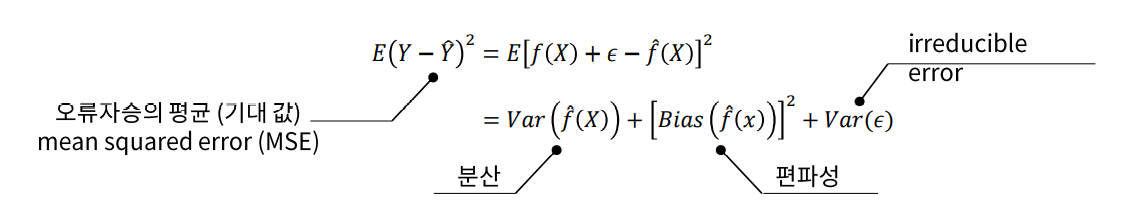 E(Y − Ŷ)² = E[f(X) + ϵ − f̂(X)]²
irreducible
error
오류자승의 평균 (기대 값)
mean squared error (MSE)
= Var(f̂(X)) + [Bias(f̂(x))]² + Var(ϵ)
분산
편파성